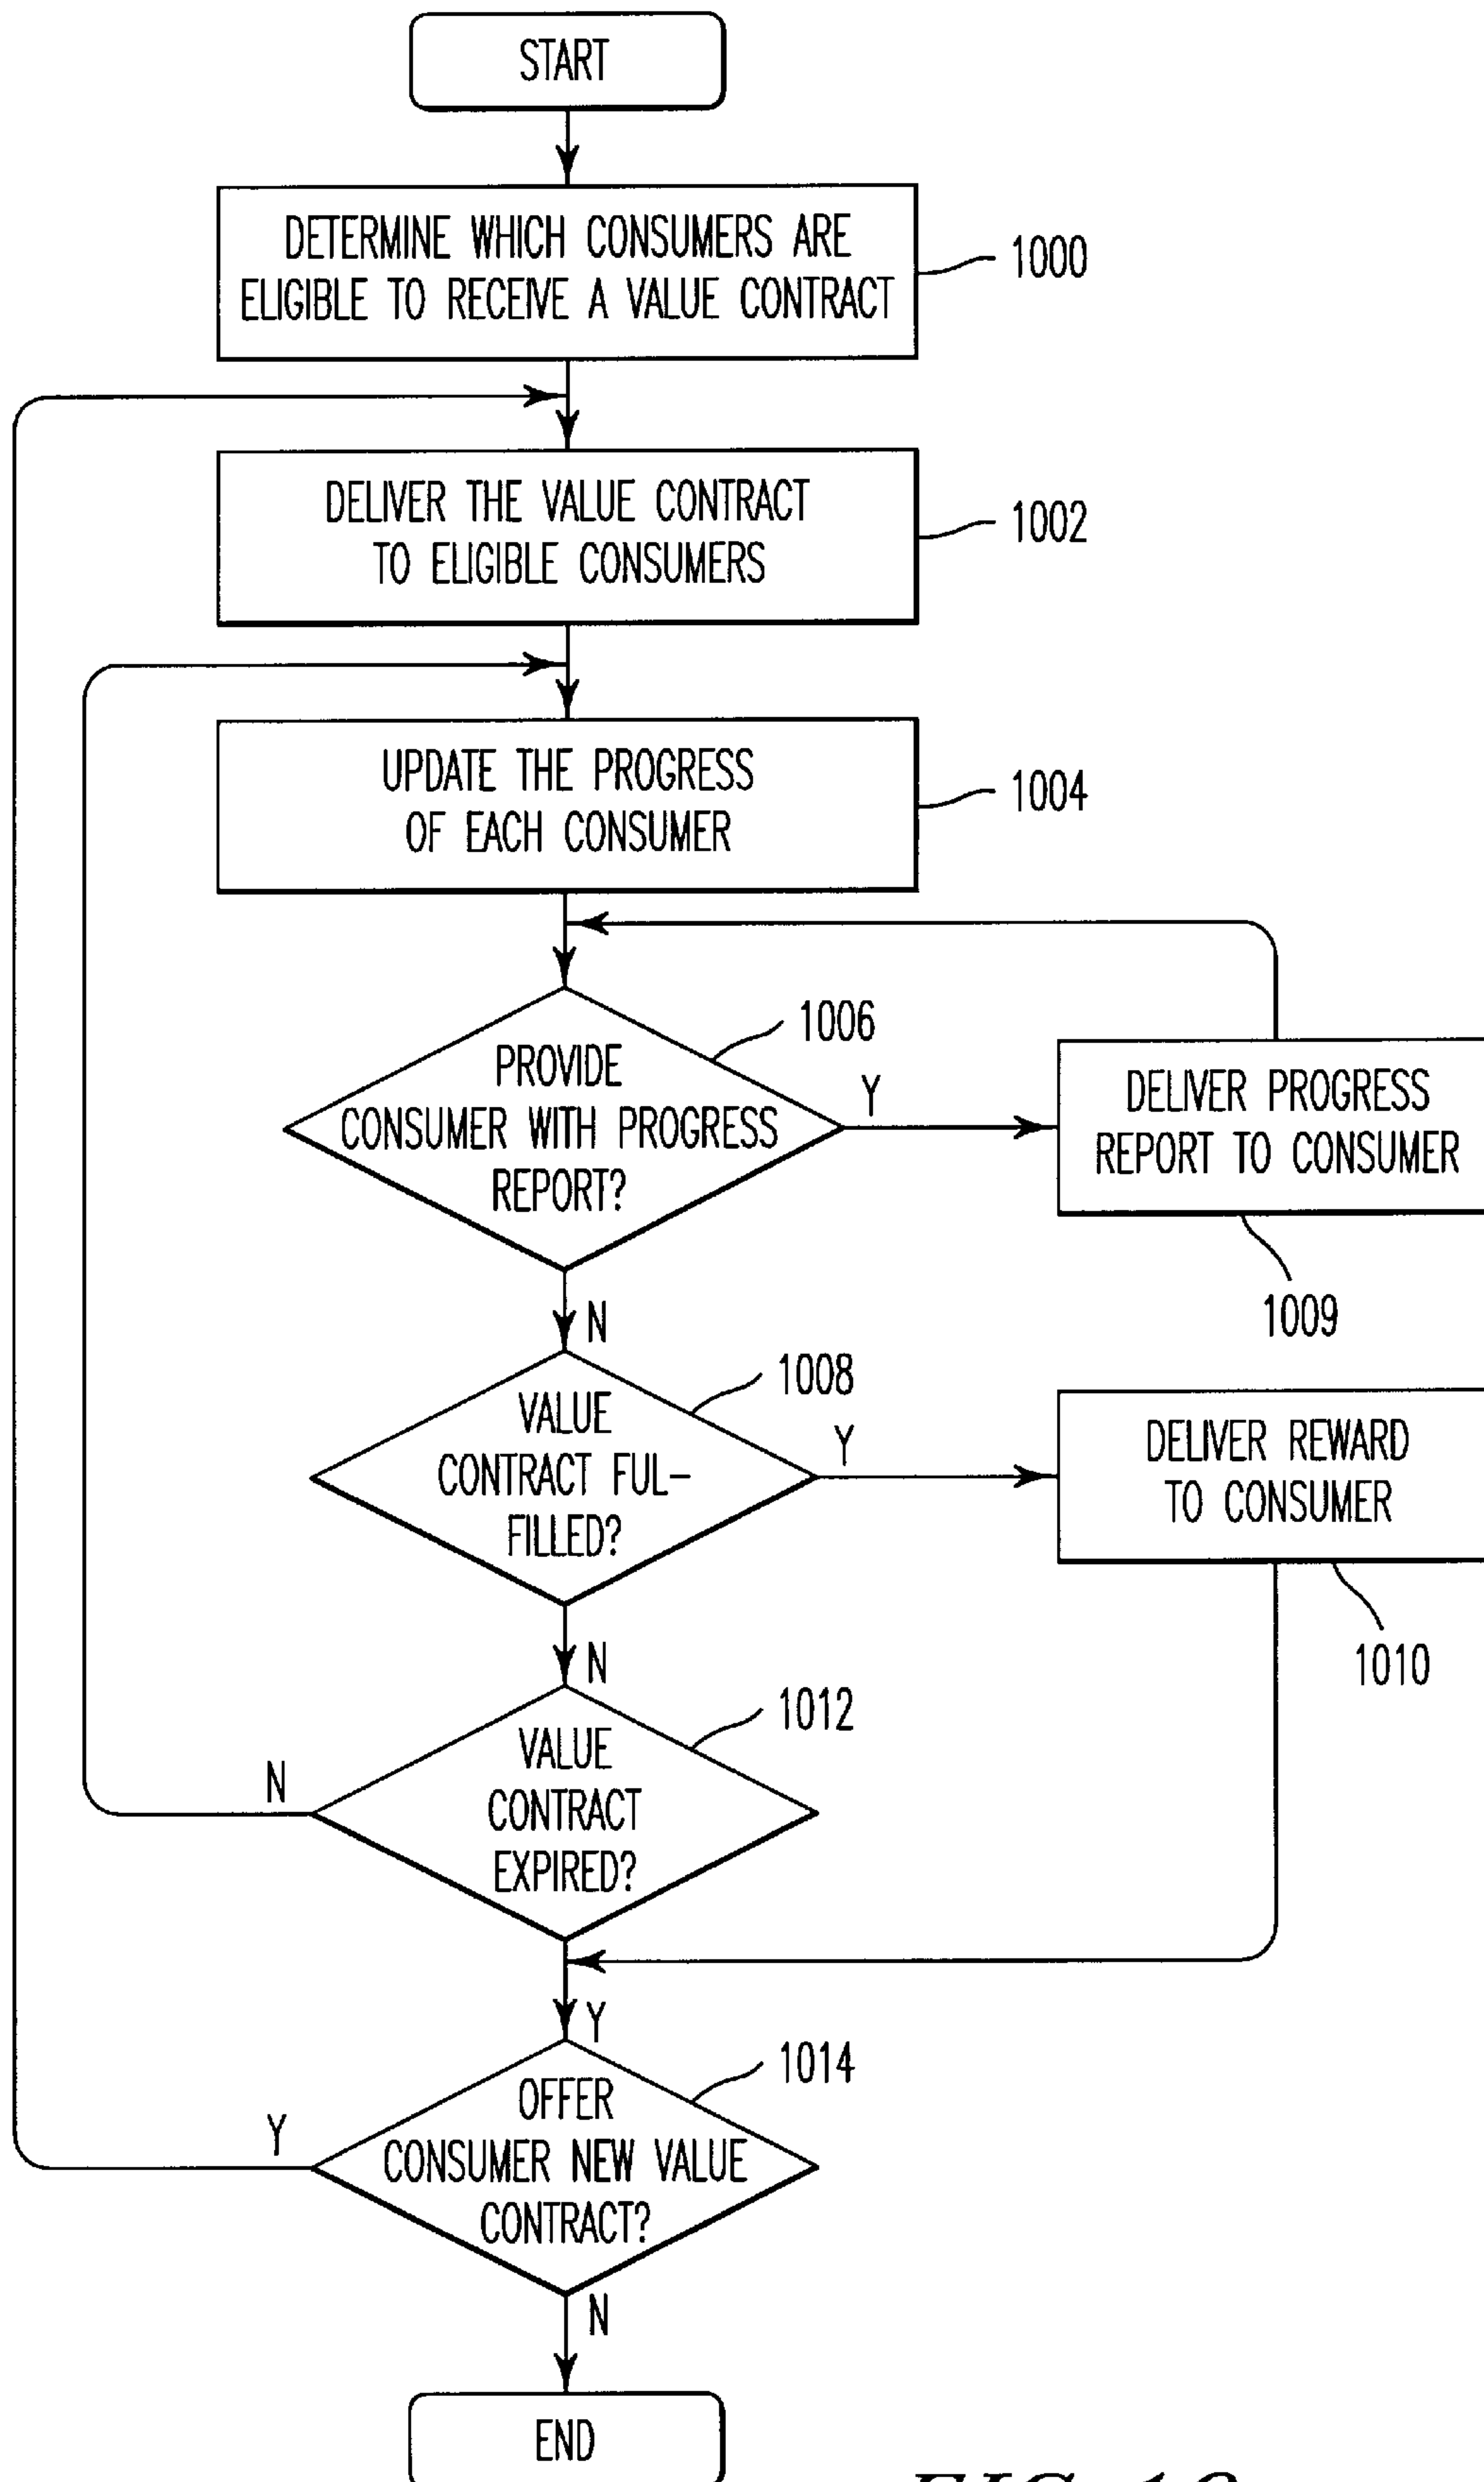 START
DETERMINE WHICH CONSUMERS ARE
ELIGIBLE TO RECEIVE A VALUE CONTRACT
1000
DELIVER THE VALUE CONTRACT
TO ELIGIBLE CONSUMERS
1002
UPDATE THE PROGRESS
OF EACH CONSUMER
1004
1006
PROVIDE
CONSUMER WITH PROGRESS
REPORT?
Y
DELIVER PROGRESS
REPORT TO CONSUMER
1009
N
1008
VALUE
CONTRACT FUL-
FILLED?
Y
DELIVER REWARD
TO CONSUMER
1010
N
1012
VALUE
CONTRACT
EXPIRED?
N
Y
1014
OFFER
CONSUMER NEW VALUE
CONTRACT?
Y
N
END